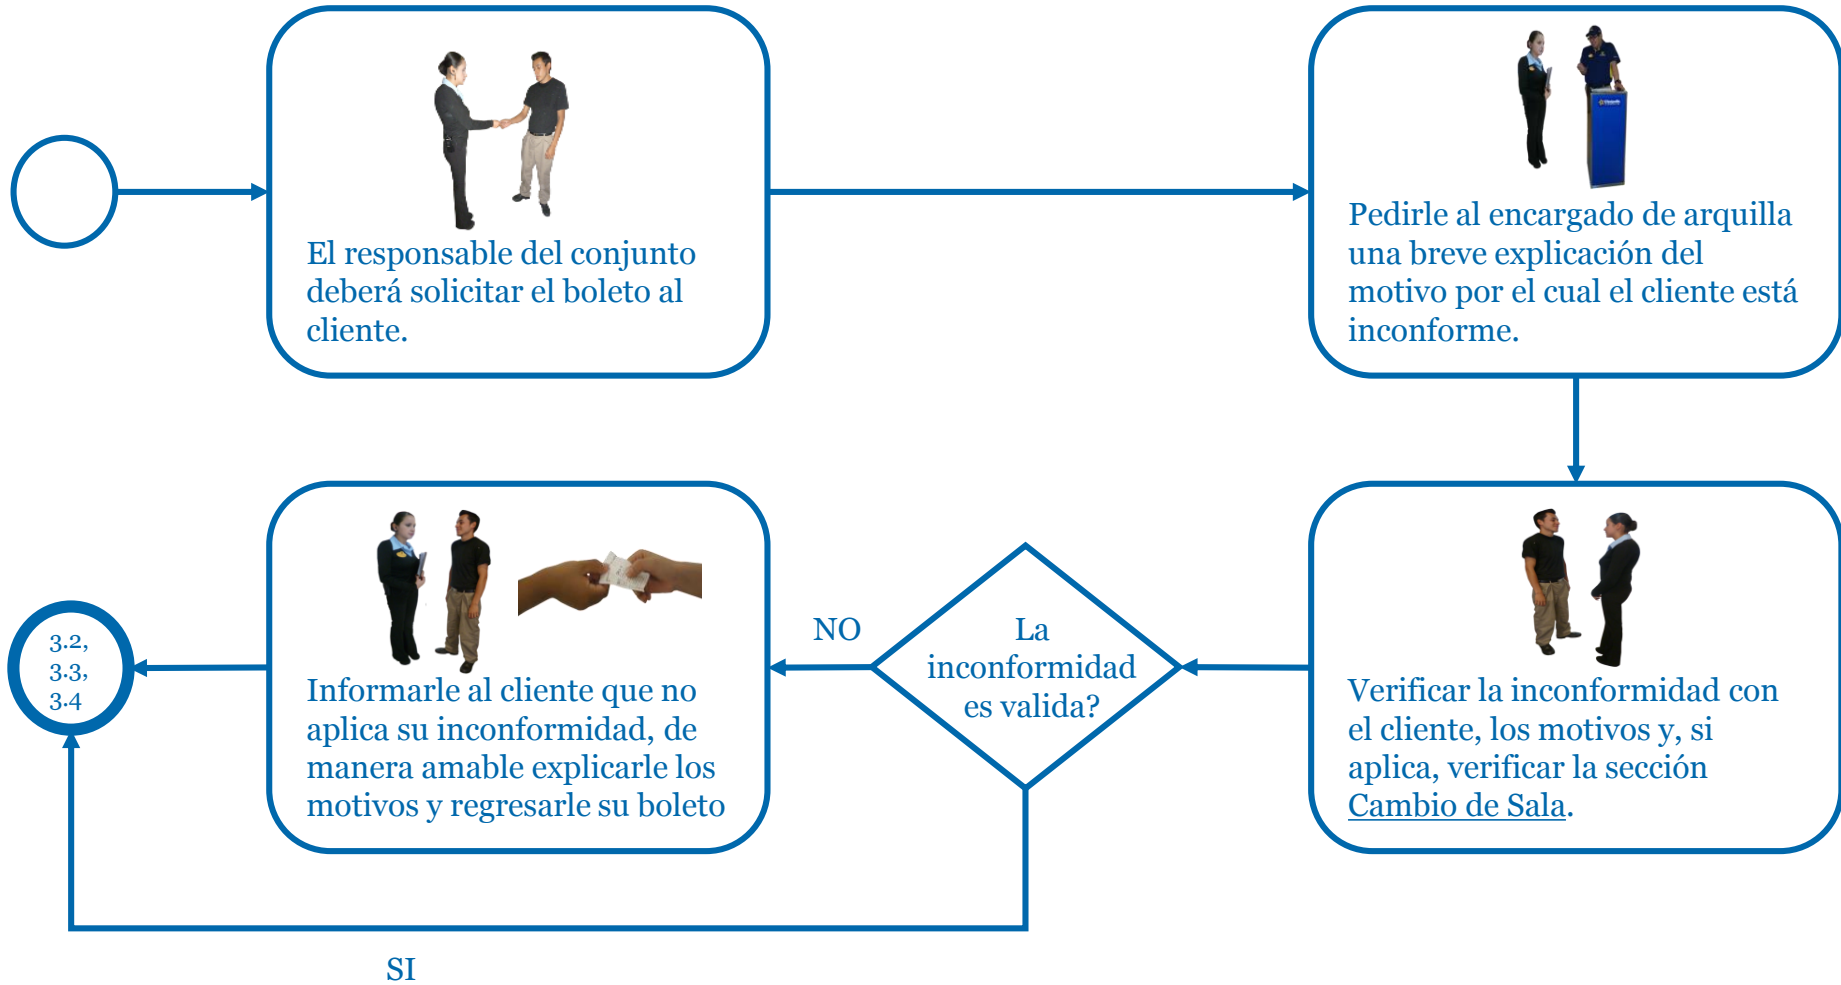 El responsable del conjunto
deberá solicitar el boleto al
cliente.
Pedirle al encargado de arquilla
una breve explicación del
motivo por el cual el cliente está
inconforme.
Verificar la inconformidad con
el cliente, los motivos y, si
aplica, verificar la sección
Cambio de Sala.
La
inconformidad
es valida?
NO
Informarle al cliente que no
aplica su inconformidad, de
manera amable explicarle los
motivos y regresarle su boleto
3.2,
3.3,
3.4
SI